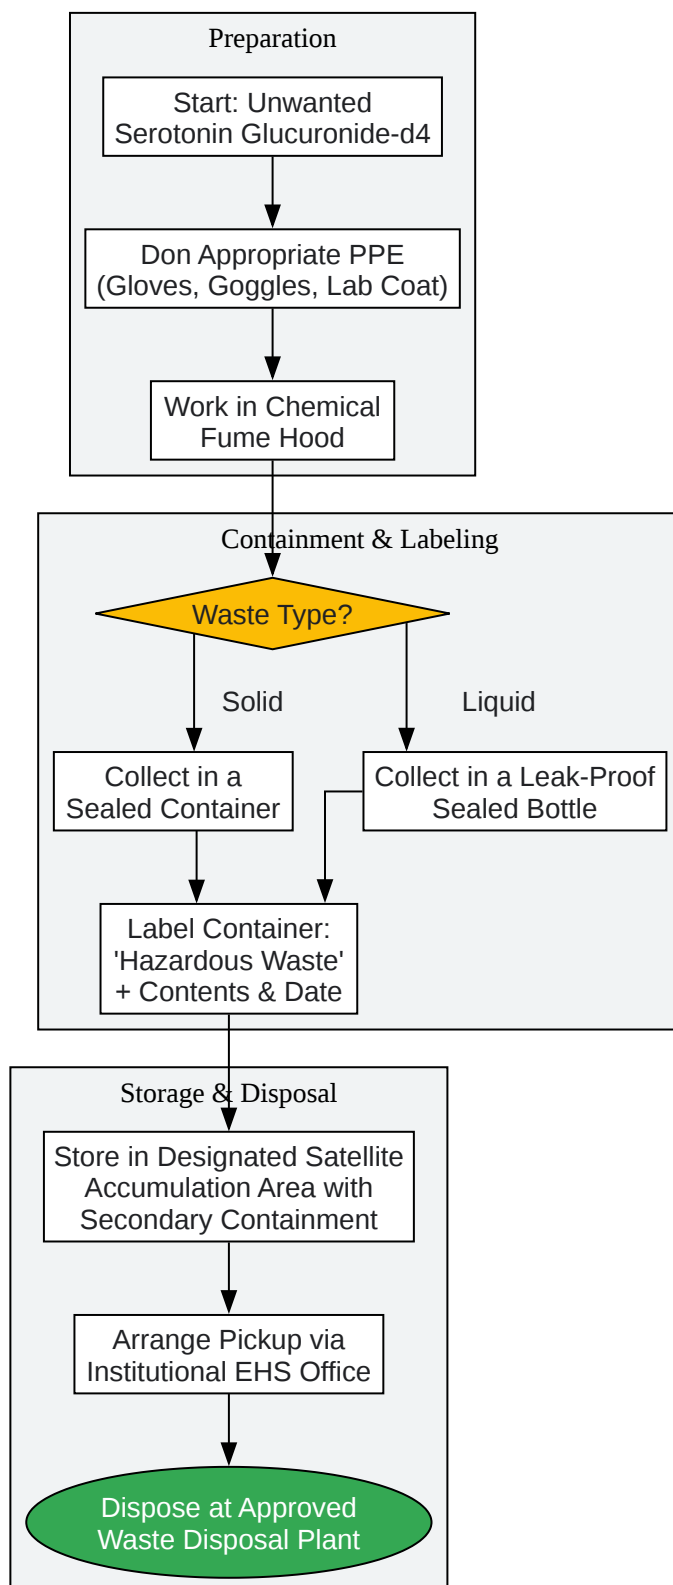 Preparation
Start: Unwanted
Serotonin Glucuronide-d4
Don Appropriate PPE
(Gloves, Goggles, Lab Coat)
Work in Chemical
Fume Hood
Containment & Labeling
Waste Type?
Solid
Liquid
Collect in a
Sealed Container
Collect in a Leak-Proof
Sealed Bottle
Label Container:
'Hazardous Waste'
+ Contents & Date
Storage & Disposal
Store in Designated Satellite
Accumulation Area with
Secondary Containment
Arrange Pickup via
Institutional EHS Office
Dispose at Approved
Waste Disposal Plant